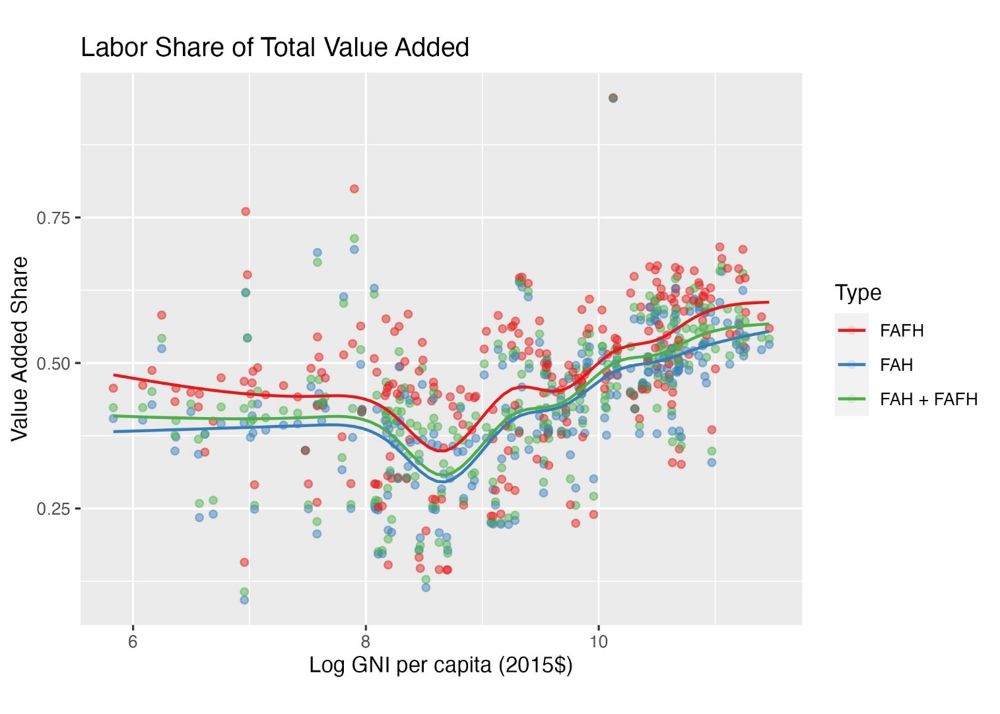 Labor Share of Total Value Added
Value Added Share
0.75
0.50
0.25
6 8 10
Log GNI per capita (2015$)
Type
FAFH
FAH
FAH + FAFH